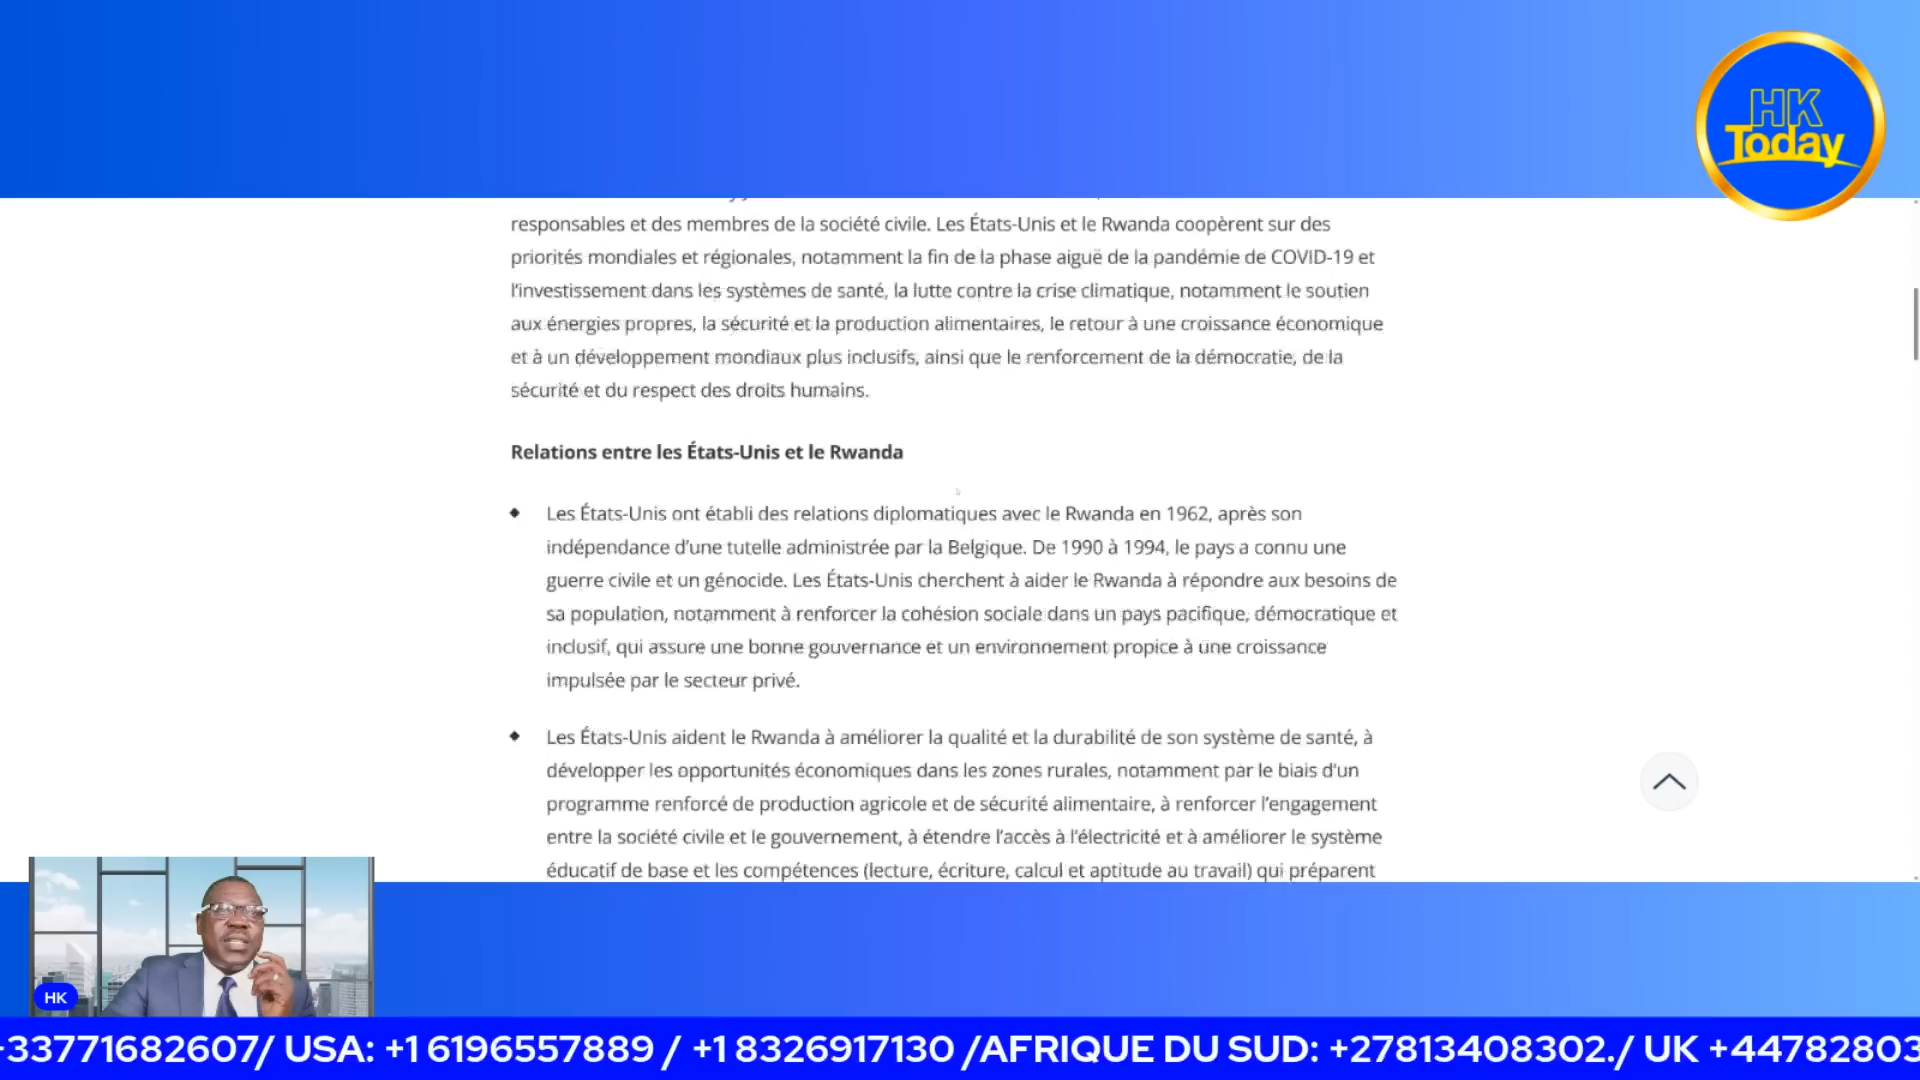 HK
Today
responsables et des membres de la société civile. Les États-Unis et le Rwanda coopèrent sur des
priorités mondiales et régionales, notamment la fin de la phase aiguë de la pandémie de COVID-19 et
l'investissement dans les systèmes de santé, la lutte contre la crise climatique, notamment le soutien
aux énergies propres, la sécurité et la production alimentaires, le retour à une croissance économique
et à un développement mondiaux plus inclusifs, ainsi que le renforcement de la démocratie, de la
sécurité et du respect des droits humains.
Relations entre les États-Unis et le Rwanda
Les États-Unis ont établi des relations diplomatiques avec le Rwanda en 1962, après son
indépendance d'une tutelle administrée par la Belgique. De 1990 à 1994, le pays a connu une
guerre civile et un génocide. Les États-Unis cherchent à aider le Rwanda à répondre aux besoins de
sa population, notamment à renforcer la cohésion sociale dans un pays pacifique, démocratique et
inclusif, qui assure une bonne gouvernance et un environnement propice à une croissance
impulsée par le secteur privé.
Les États-Unis aident le Rwanda à améliorer la qualité et la durabilité de son système de santé, à
développer les opportunités économiques dans les zones rurales, notamment par le biais d'un
programme renforcé de production agricole et de sécurité alimentaire, à renforcer l'engagement
entre la société civile et le gouvernement, à étendre l'accès à l'électricité et à améliorer le système
éducatif de base et les compétences (lecture, écriture, calcul et aptitude au travail) qui préparent
HK
+33771682607/ USA: +1 6196557889 / +1 8326917130 /AFRIQUE DU SUD: +27813408302./ UK +44782803